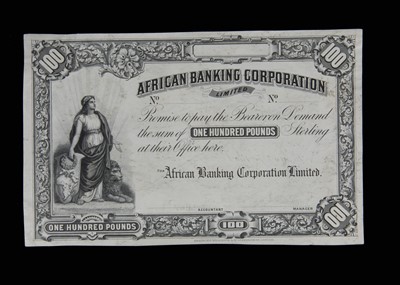 100 100
AFRICAN BANKING CORPORATION
LIMITED
No No
Promise to pay the Bearer on Demand
the sum of ONE HUNDRED POUNDS Sterling
at their Office here.
For African Banking Corporation Limited.
ACCOUNTANT MANAGER
ONE HUNDRED POUNDS 100 100